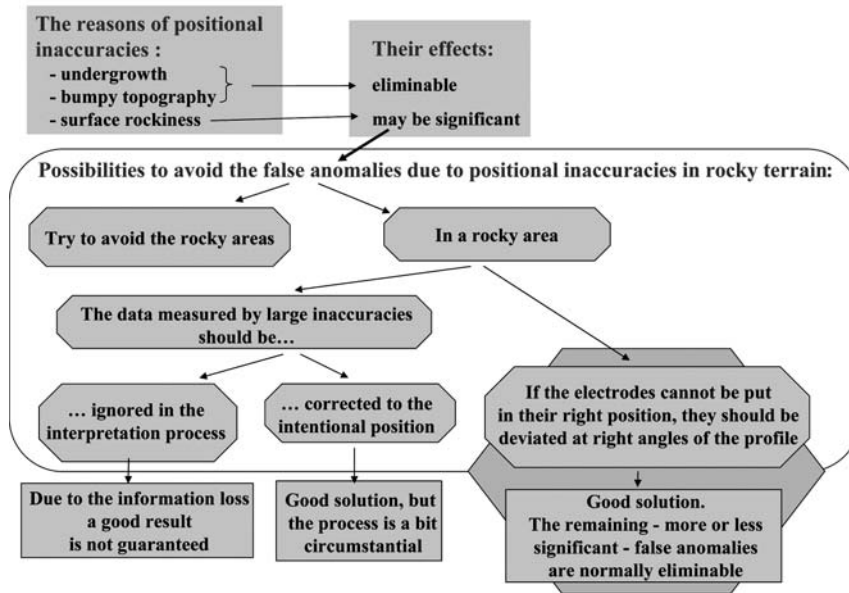 The reasons of positional
inaccuracies :
- undergrowth
- bumpy topography
- surface rockiness
Their effects:
eliminable
may be significant
Possibilities to avoid the false anomalies due to positional inaccuracies in rocky terrain:
Try to avoid the rocky areas
In a rocky area
The data measured by large inaccuracies
should be...
... ignored in the
interpretation process
... corrected to the
intentional position
If the electrodes cannot be put
in their right position, they should be
deviated at right angles of the profile
Due to the information loss
a good result
is not guaranteed
Good solution, but
the process is a bit
circumstantial
Good solution.
The remaining - more or less
significant - false anomalies
are normally eliminable